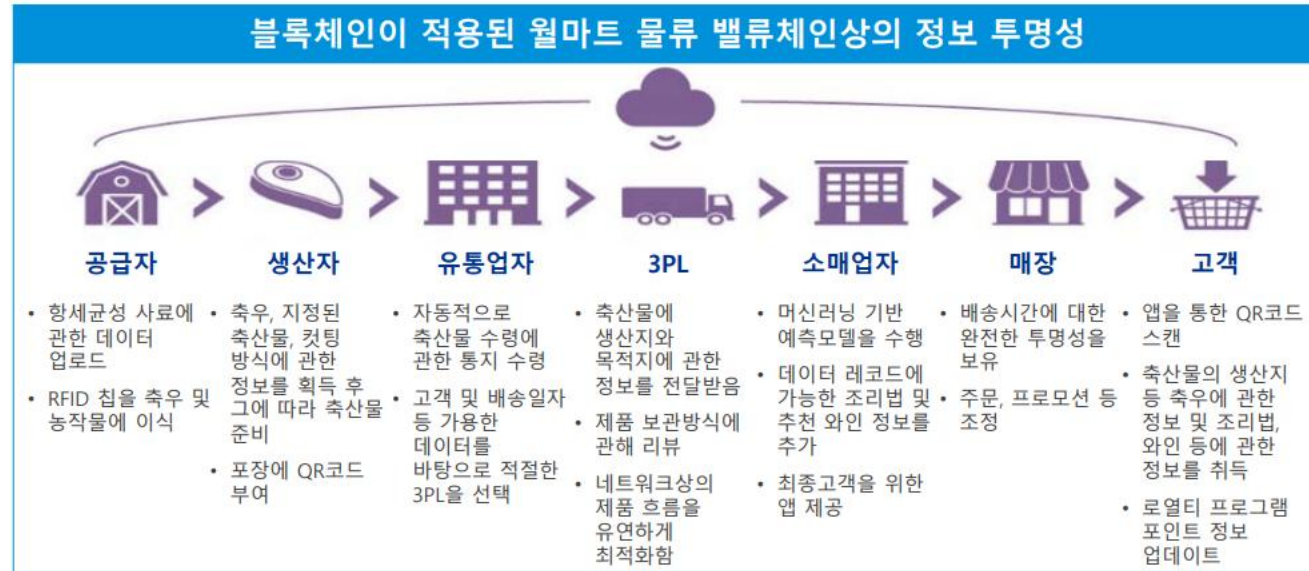 블록체인이 적용된 월마트 물류 밸류체인상의 정보 투명성
공급자
• 항세균성 사료에
관한 데이터
업로드
• RFID 칩을 축우 및
농작물에 이식
생산자
• 축우, 지정된
축산물, 컷팅
방식에 관한
정보를 획득 후
그에 따라 축산물
준비
• 포장에 QR코드
부여
유통업자
• 자동적으로
축산물 수령에
관한 통지 수령
• 고객 및 배송일자
등 가용한
데이터를
바탕으로 적절한
3PL을 선택
3PL
• 축산물에
생산지와
목적지에 관한
정보를 전달받음
• 제품 보관방식에
관해 리뷰
• 네트워크상의
제품 흐름을
유연하게
최적화함
소매업자
• 머신러닝 기반
예측모델을 수행
• 데이터 레코드에
가능한 조리법 및
추천 와인 정보를
추가
• 최종고객을 위한
앱 제공
매장
• 배송시간에 대한
완전한 투명성을
보유
• 주문, 프로모션 등
조정
고객
• 앱을 통한 QR코드
스캔
• 축산물의 생산지
등 축우에 관한
정보 및 조리법,
와인 등에 관한
정보를 취득
• 로열티 프로그램
포인트 정보
업데이트